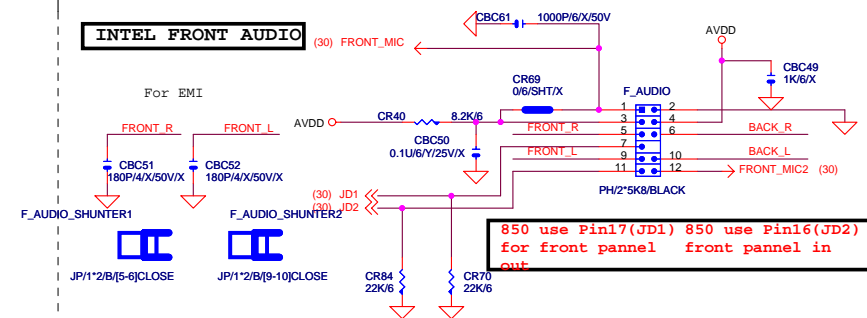 CBC61
1000P/6/X/50V
INTEL FRONT AUDIO
(30) FRONT_MIC
AVDD
CBC49
1K/6/X
CR69
0/6/SHT/X
F_AUDIO
For EMI
AVDD
CR40
8.2K/6
1 2
3 4
5 6
7
9 10
11 12
FRONT_R
FRONT_L
FRONT_R
BACK_R
CBC50
0.1U/6/Y/25V/X
FRONT_L
BACK_L
CBC51
180P/4/X/50V/X
CBC52
180P/4/X/50V/X
FRONT_MIC2 (30)
PH/2*5K8/BLACK
(30) JD1
(30) JD2
F_AUDIO_SHUNTER1
F_AUDIO_SHUNTER2
850 use Pin17(JD1) 850 use Pin16(JD2)
for front pannel front pannel in
out
JP/1*2/B/[5-6]CLOSE
JP/1*2/B/[9-10]CLOSE
CR84
22K/6
CR70
22K/6